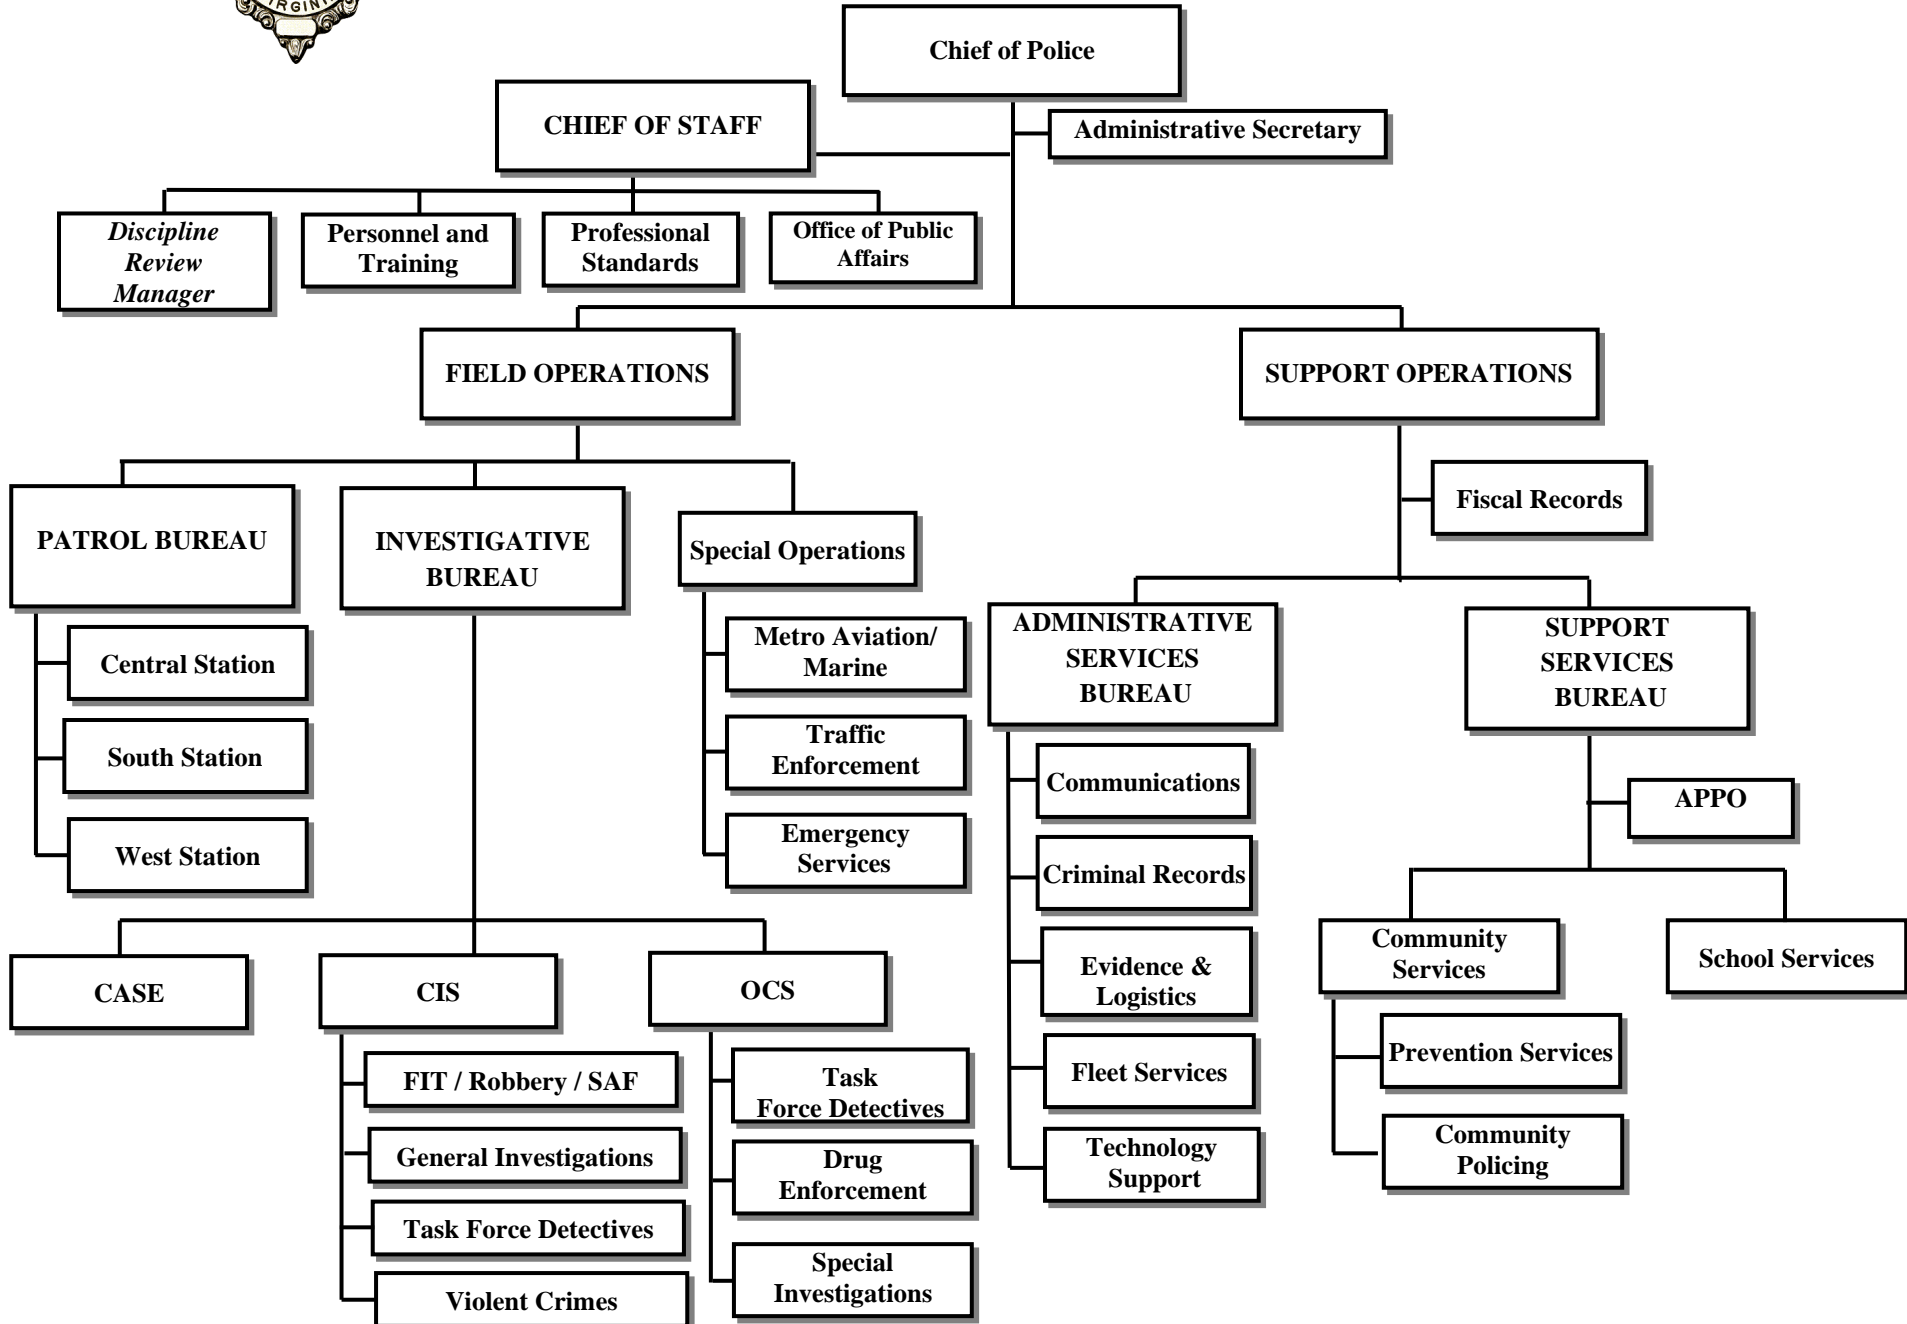 VIRGINIA
Chief of Police
CHIEF OF STAFF
Administrative Secretary
Discipline
Review
Manager
Personnel and
Training
Professional
Standards
Office of Public
Affairs
FIELD OPERATIONS
SUPPORT OPERATIONS
PATROL BUREAU
INVESTIGATIVE
BUREAU
Special Operations
Fiscal Records
Central Station
South Station
West Station
Metro Aviation/
Marine
Traffic
Enforcement
Emergency
Services
ADMINISTRATIVE
SERVICES
BUREAU
SUPPORT
SERVICES
BUREAU
Communications
Criminal Records
Evidence &
Logistics
Fleet Services
Technology
Support
APPO
Community
Services
School Services
Prevention Services
Community
Policing
CASE
CIS
OCS
FIT / Robbery / SAF
General Investigations
Task Force Detectives
Violent Crimes
Task
Force Detectives
Drug
Enforcement
Special
Investigations